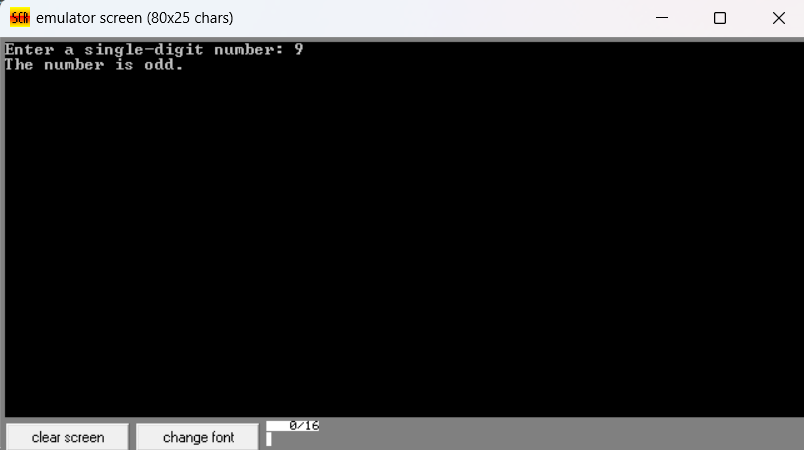 SCR emulator screen (80x25 chars)
Enter a single-digit number: 9
The number is odd.
clear screen change font 0/16